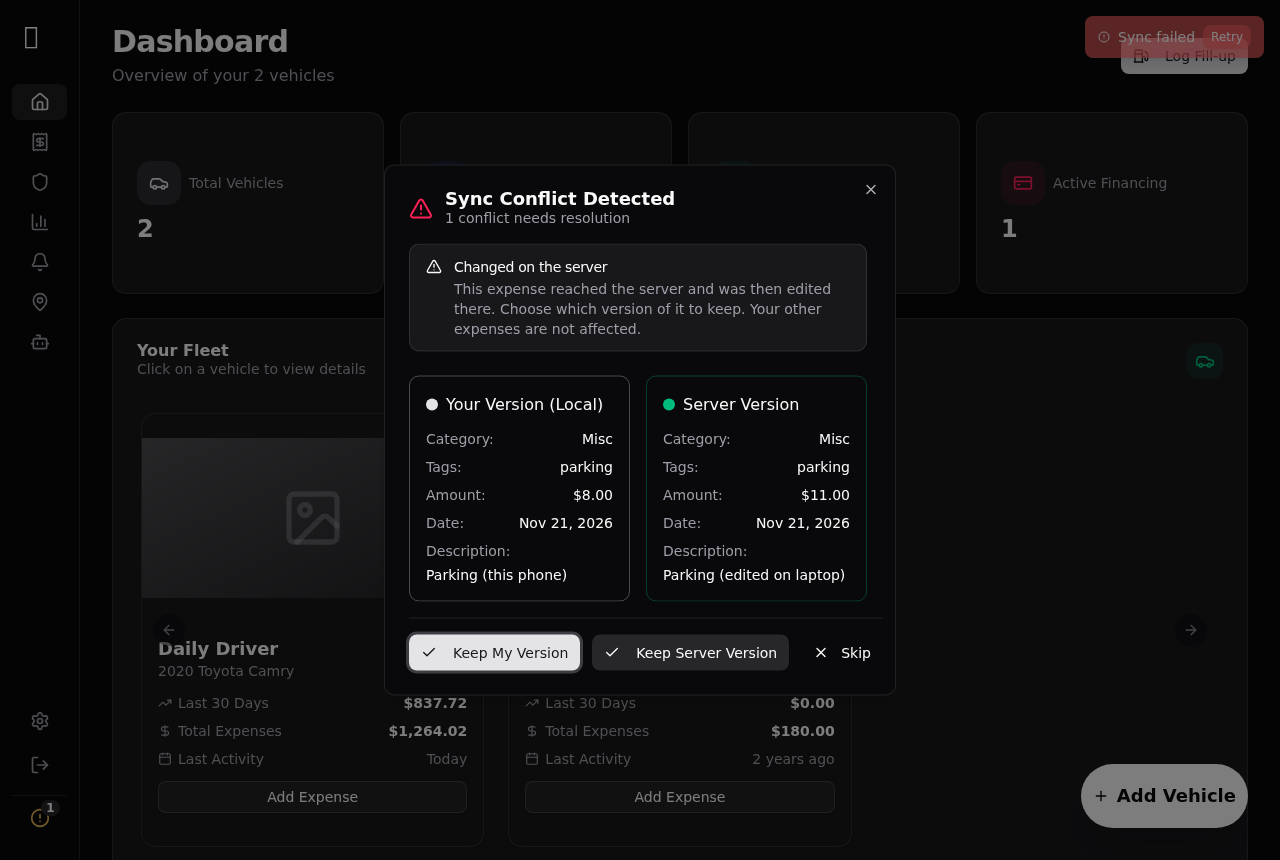 Dashboard
Overview of your 2 vehicles
Sync failed
Retry
Log Fill-up
Total Vehicles
2
Active Financing
1
Sync Conflict Detected
1 conflict needs resolution
Changed on the server
This expense reached the server and was then edited
there. Choose which version of it to keep. Your other
expenses are not affected.
Your Version (Local)
Category: Misc
Tags: parking
Amount: $8.00
Date: Nov 21, 2026
Description:
Parking (this phone)
Server Version
Category: Misc
Tags: parking
Amount: $11.00
Date: Nov 21, 2026
Description:
Parking (edited on laptop)
Keep My Version
Keep Server Version
Skip
Your Fleet
Click on a vehicle to view details
Daily Driver
2020 Toyota Camry
Last 30 Days $837.72
Total Expenses $1,264.02
Last Activity Today
Add Expense
Last 30 Days $0.00
Total Expenses $180.00
Last Activity 2 years ago
Add Expense
1
Add Vehicle